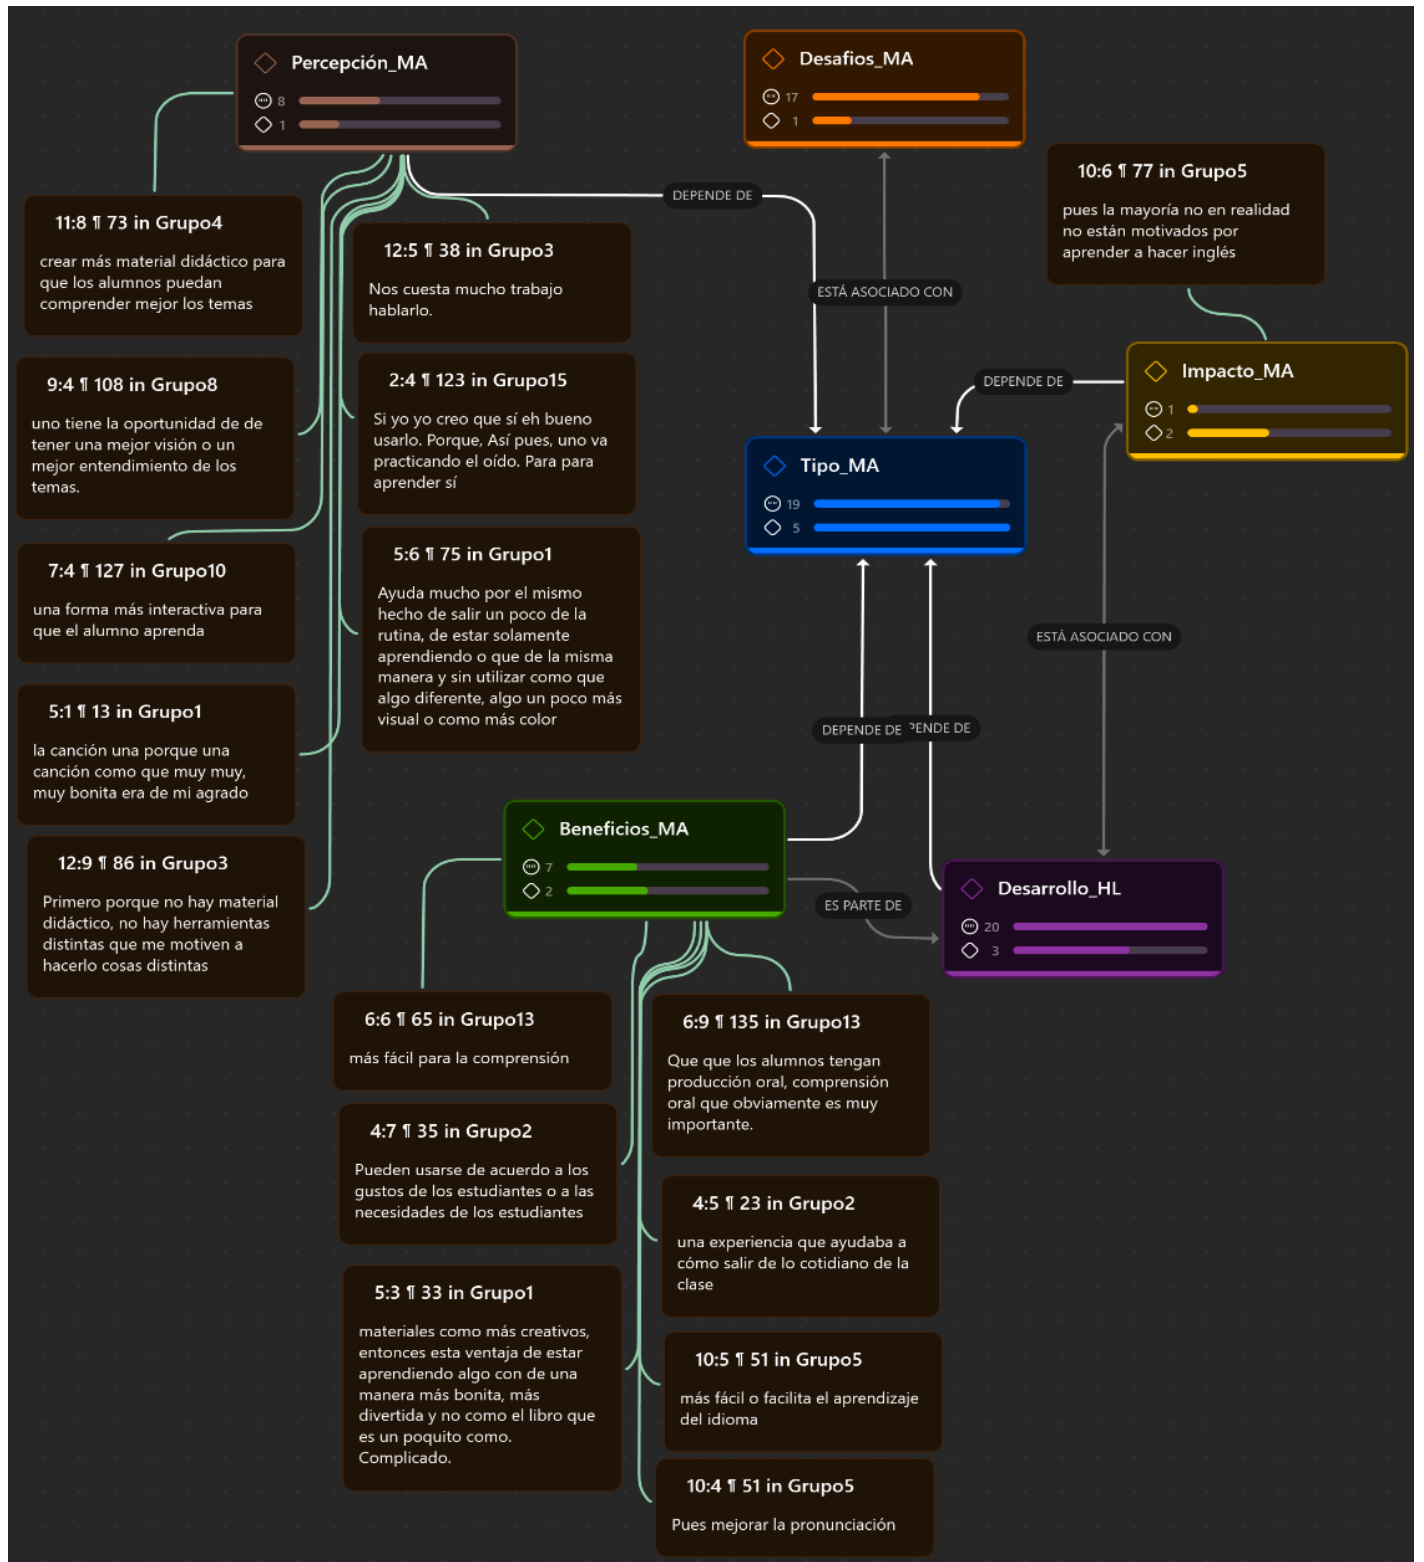 Percepción_MA
8
1
Desafios_MA
17
1
DEPENDE DE
10:6 ¶ 77 in Grupo5
pues la mayoría no en realidad
no están motivados por
aprender a hacer inglés
11:8 ¶ 73 in Grupo4
crear más material didáctico para
que los alumnos puedan
comprender mejor los temas
12:5 ¶ 38 in Grupo3
Nos cuesta mucho trabajo
hablarlo.
ESTÁ ASOCIADO CON
9:4 ¶ 108 in Grupo8
uno tiene la oportunidad de de
tener una mejor visión o un
mejor entendimiento de los
temas.
2:4 ¶ 123 in Grupo15
Si yo yo creo que sí eh bueno
usarlo. Porque, Así pues, uno va
practicando el oído. Para para
aprender sí
DEPENDE DE
Impacto_MA
1
2
Tipo_MA
19
5
7:4 ¶ 127 in Grupo10
una forma más interactiva para
que el alumno aprenda
5:6 ¶ 75 in Grupo1
Ayuda mucho por el mismo
hecho de salir un poco de la
rutina, de estar solamente
aprendiendo o que de la misma
manera y sin utilizar como que
algo diferente, algo un poco más
visual o como más color
ESTÁ ASOCIADO CON
5:1 ¶ 13 in Grupo1
la canción una porque una
canción como que muy muy,
muy bonita era de mi agrado
DEPENDE DE
PENDE DE
12:9 ¶ 86 in Grupo3
Primero porque no hay material
didáctico, no hay herramientas
distintas que me motiven a
hacerlo cosas distintas
Beneficios_MA
7
2
ES PARTE DE
Desarrollo_HL
20
3
6:6 ¶ 65 in Grupo13
más fácil para la comprensión
6:9 ¶ 135 in Grupo13
Que que los alumnos tengan
producción oral, comprensión
oral que obviamente es muy
importante.
4:7 ¶ 35 in Grupo2
Pueden usarse de acuerdo a los
gustos de los estudiantes o a las
necesidades de los estudiantes
4:5 ¶ 23 in Grupo2
una experiencia que ayudaba a
cómo salir de lo cotidiano de la
clase
5:3 ¶ 33 in Grupo1
materiales como más creativos,
entonces esta ventaja de estar
aprendiendo algo con de una
manera más bonita, más
divertida y no como el libro que
es un poquito como.
Complicado.
10:5 ¶ 51 in Grupo5
más fácil o facilita el aprendizaje
del idioma
10:4 ¶ 51 in Grupo5
Pues mejorar la pronunciación